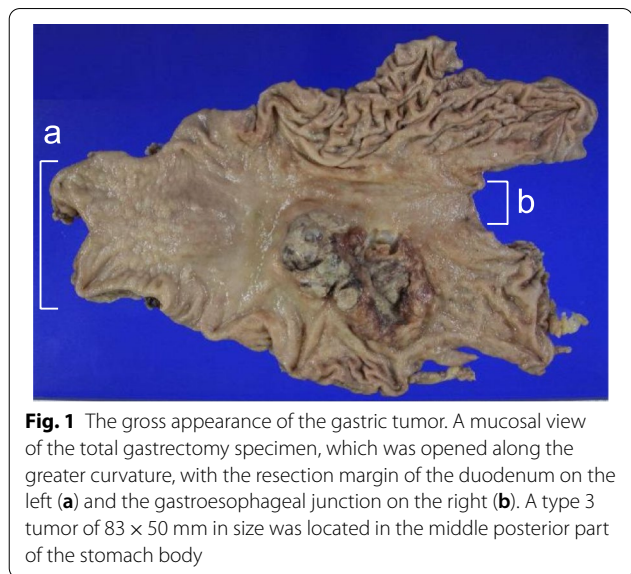 a
b
Fig. 1 The gross appearance of the gastric tumor. A mucosal view
of the total gastrectomy specimen, which was opened along the
greater curvature, with the resection margin of the duodenum on the
left (a) and the gastroesophageal junction on the right (b). A type 3
tumor of 83 × 50 mm in size was located in the middle posterior part
of the stomach body